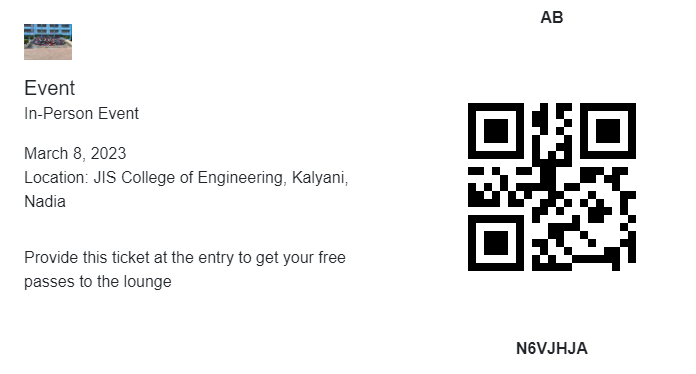 AB
Event
In-Person Event
March 8, 2023
Location: JIS College of Engineering, Kalyani,
Nadia
Provide this ticket at the entry to get your free
passes to the lounge
N6VJHJA